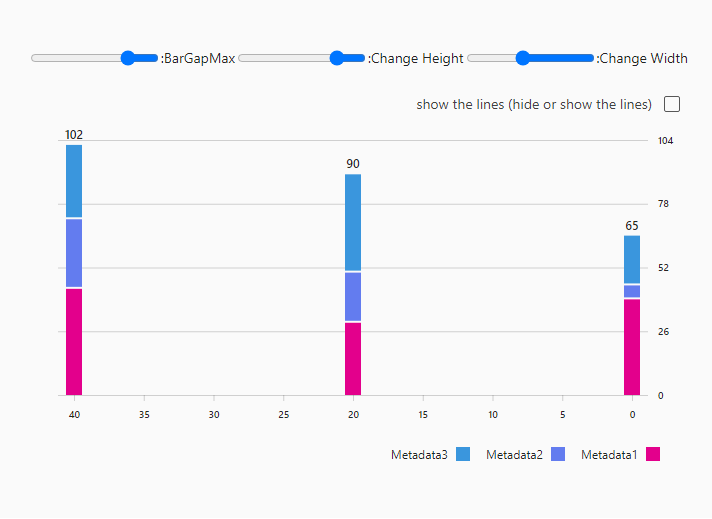 :BarGapMax :Change Height :Change Width
show the lines (hide or show the lines)
102
104
90
78
65
52
26
0
40 35 30 25 20 15 10 5 0
Metadata3 Metadata2 Metadata1